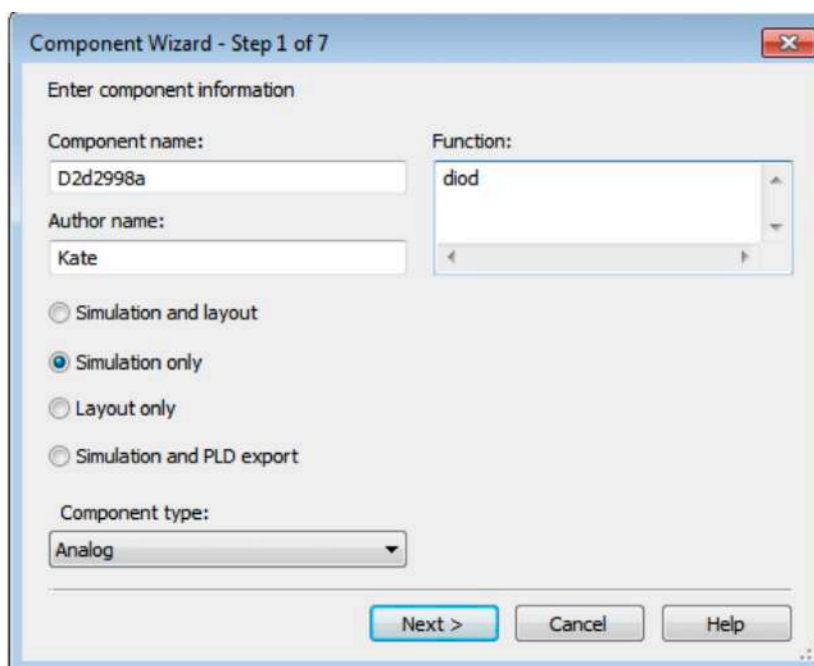 Component Wizard - Step 1 of 7
Enter component information
Component name:
D2d2998a
Author name:
Kate
Function:
diod
Simulation and layout
Simulation only
Layout only
Simulation and PLD export
Component type:
Analog
Next >
Cancel
Help